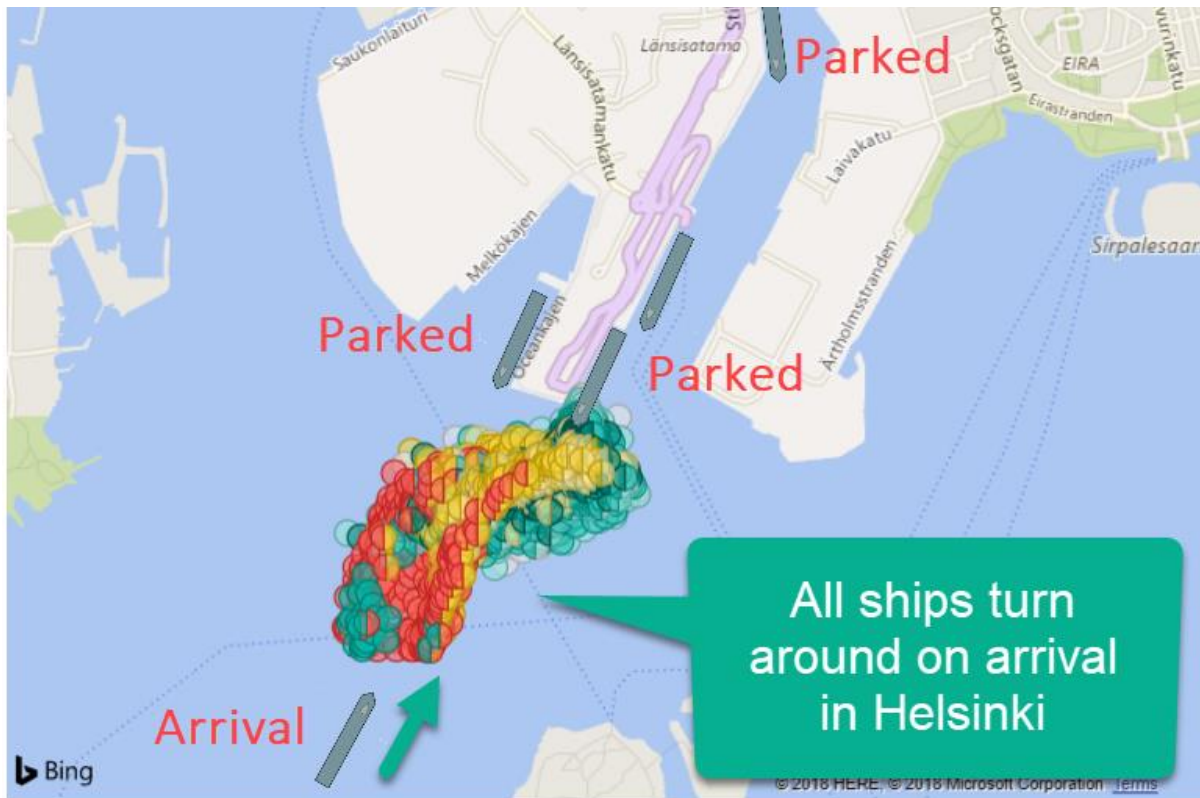 Saukonlaituri
Länsisatamankatu
Länsisatama
Parked
EIRA
Eirastranden
Laivakatu
Melkökajen
Oceankajen
Ärtholmsstranden
Sirpalesaar
Parked
Parked
All ships turn
around on arrival
in Helsinki
Arrival
Bing
© 2018 HERE, © 2018 Microsoft Corporation Terms